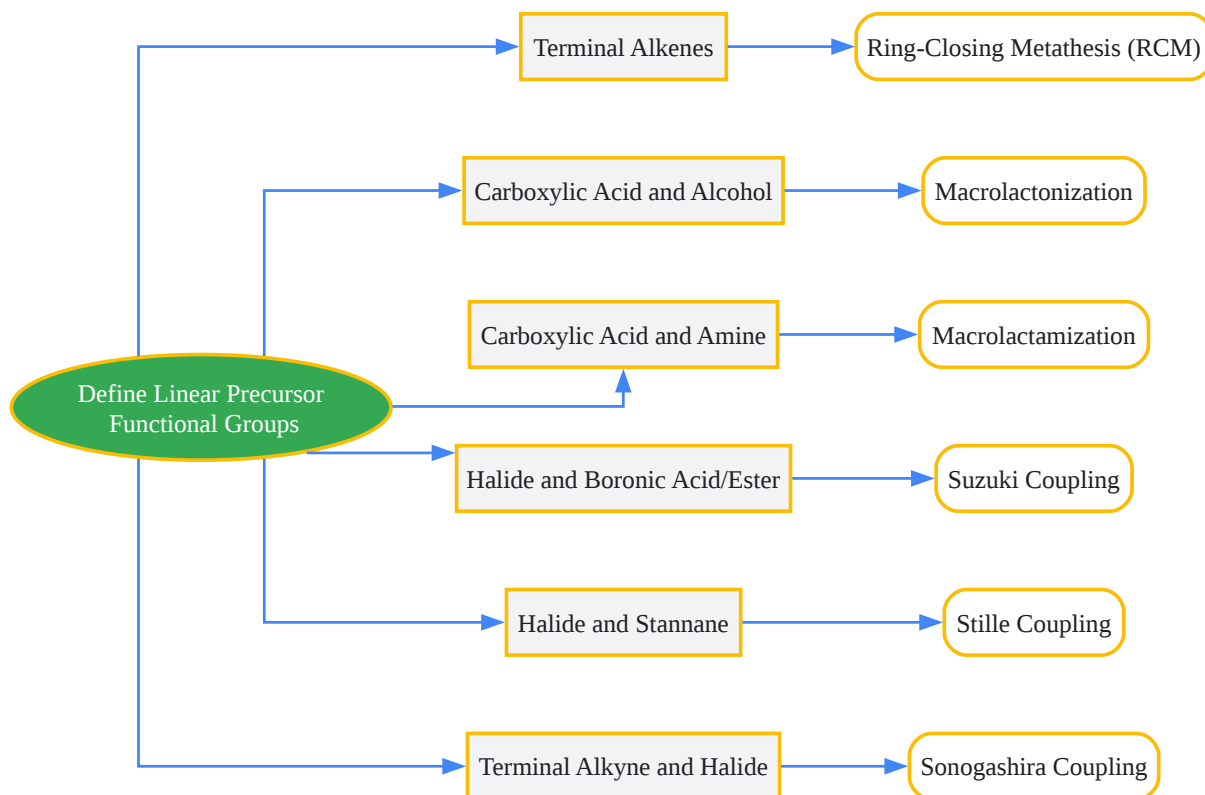 Terminal Alkenes
Ring-Closing Metathesis (RCM)
Carboxylic Acid and Alcohol
Macrolactonization
Carboxylic Acid and Amine
Macrolactamization
Define Linear Precursor
Functional Groups
Halide and Boronic Acid/Ester
Suzuki Coupling
Halide and Stannane
Stille Coupling
Terminal Alkyne and Halide
Sonogashira Coupling